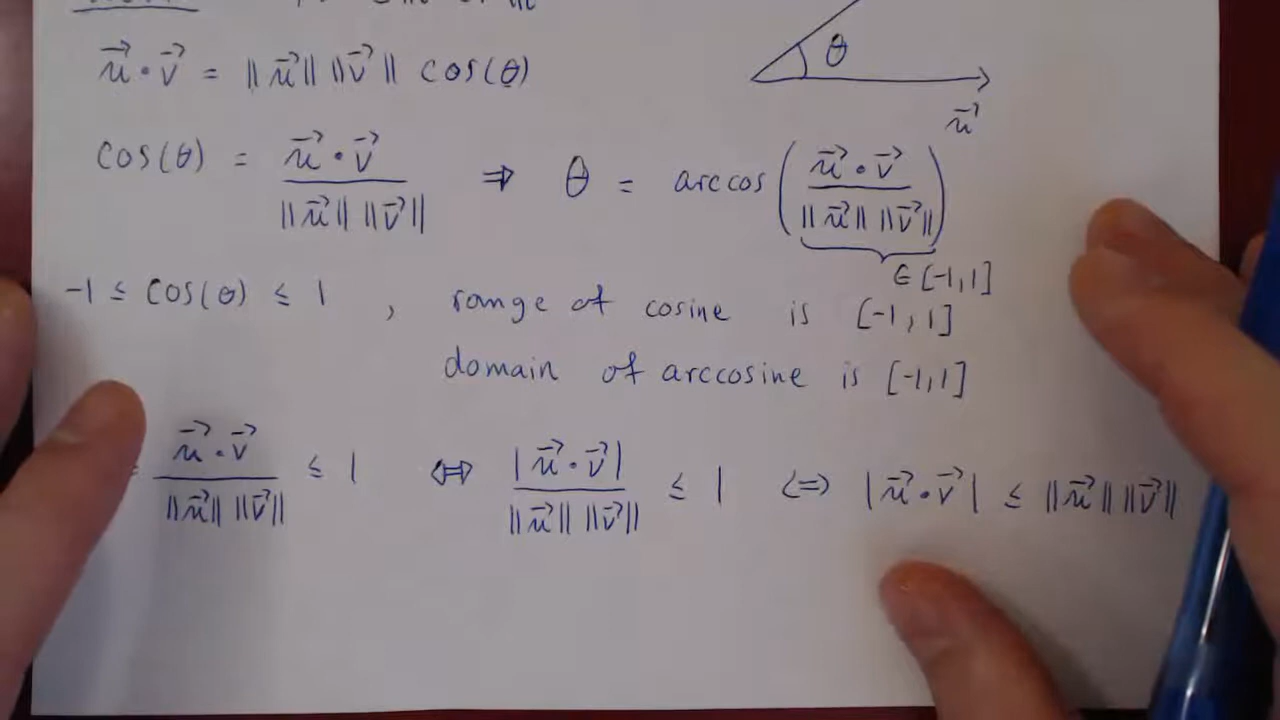 u⃗ · v⃗ = ‖u⃗‖ ‖v⃗‖ cos(θ)
θ
u⃗
cos(θ) = u⃗ · v⃗ / ‖u⃗‖ ‖v⃗‖ ⇒ θ = arccos( u⃗ · v⃗ / ‖u⃗‖ ‖v⃗‖ )
∈ [-1,1]
-1 ≤ cos(θ) ≤ 1 , range of cosine is [-1,1]
domain of arccosine is [-1,1]
u⃗ · v⃗ / ‖u⃗‖ ‖v⃗‖ ≤ 1 ⇔ |u⃗ · v⃗| / ‖u⃗‖ ‖v⃗‖ ≤ 1 ⇔ |u⃗ · v⃗| ≤ ‖u⃗‖ ‖v⃗‖